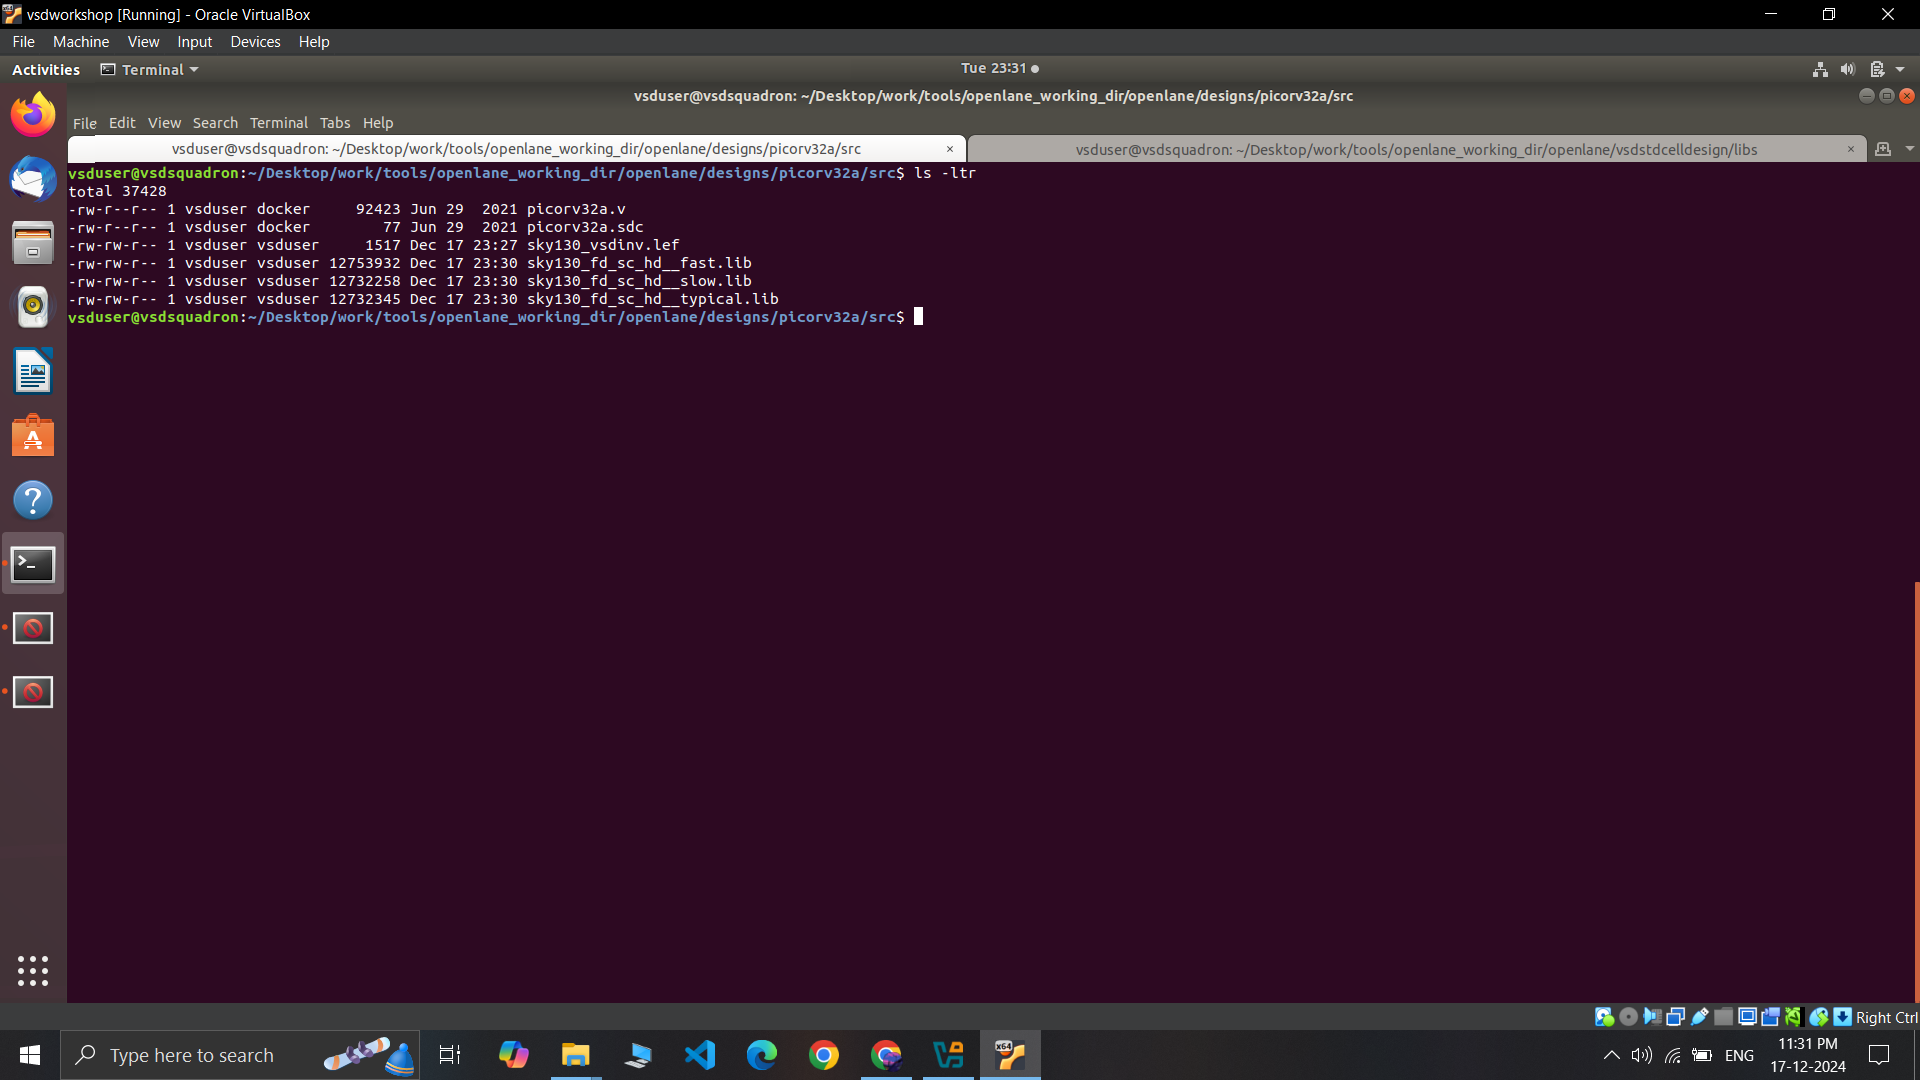 vsdworkshop [Running] - Oracle VirtualBox
File Machine View Input Devices Help
Activities Terminal Tue 23:31
vsduser@vsdsquadron: ~/Desktop/work/tools/openlane_working_dir/openlane/designs/picorv32a/src
File Edit View Search Terminal Tabs Help
vsduser@vsdsquadron: ~/Desktop/work/tools/openlane_working_dir/openlane/designs/picorv32a/src × vsduser@vsdsquadron: ~/Desktop/work/tools/openlane_working_dir/openlane/vsdstdcelldesign/libs ×
vsduser@vsdsquadron:~/Desktop/work/tools/openlane_working_dir/openlane/designs/picorv32a/src$ ls -ltr
total 37428
-rw-r--r-- 1 vsduser docker     92423 Jun 29  2021 picorv32a.v
-rw-r--r-- 1 vsduser docker        77 Jun 29  2021 picorv32a.sdc
-rw-rw-r-- 1 vsduser vsduser     1517 Dec 17 23:27 sky130_vsdinv.lef
-rw-rw-r-- 1 vsduser vsduser 12753932 Dec 17 23:30 sky130_fd_sc_hd__fast.lib
-rw-rw-r-- 1 vsduser vsduser 12732258 Dec 17 23:30 sky130_fd_sc_hd__slow.lib
-rw-rw-r-- 1 vsduser vsduser 12732345 Dec 17 23:30 sky130_fd_sc_hd__typical.lib
vsduser@vsdsquadron:~/Desktop/work/tools/openlane_working_dir/openlane/designs/picorv32a/src$
Right Ctrl
Type here to search
x64
ENG
11:31 PM
17-12-2024